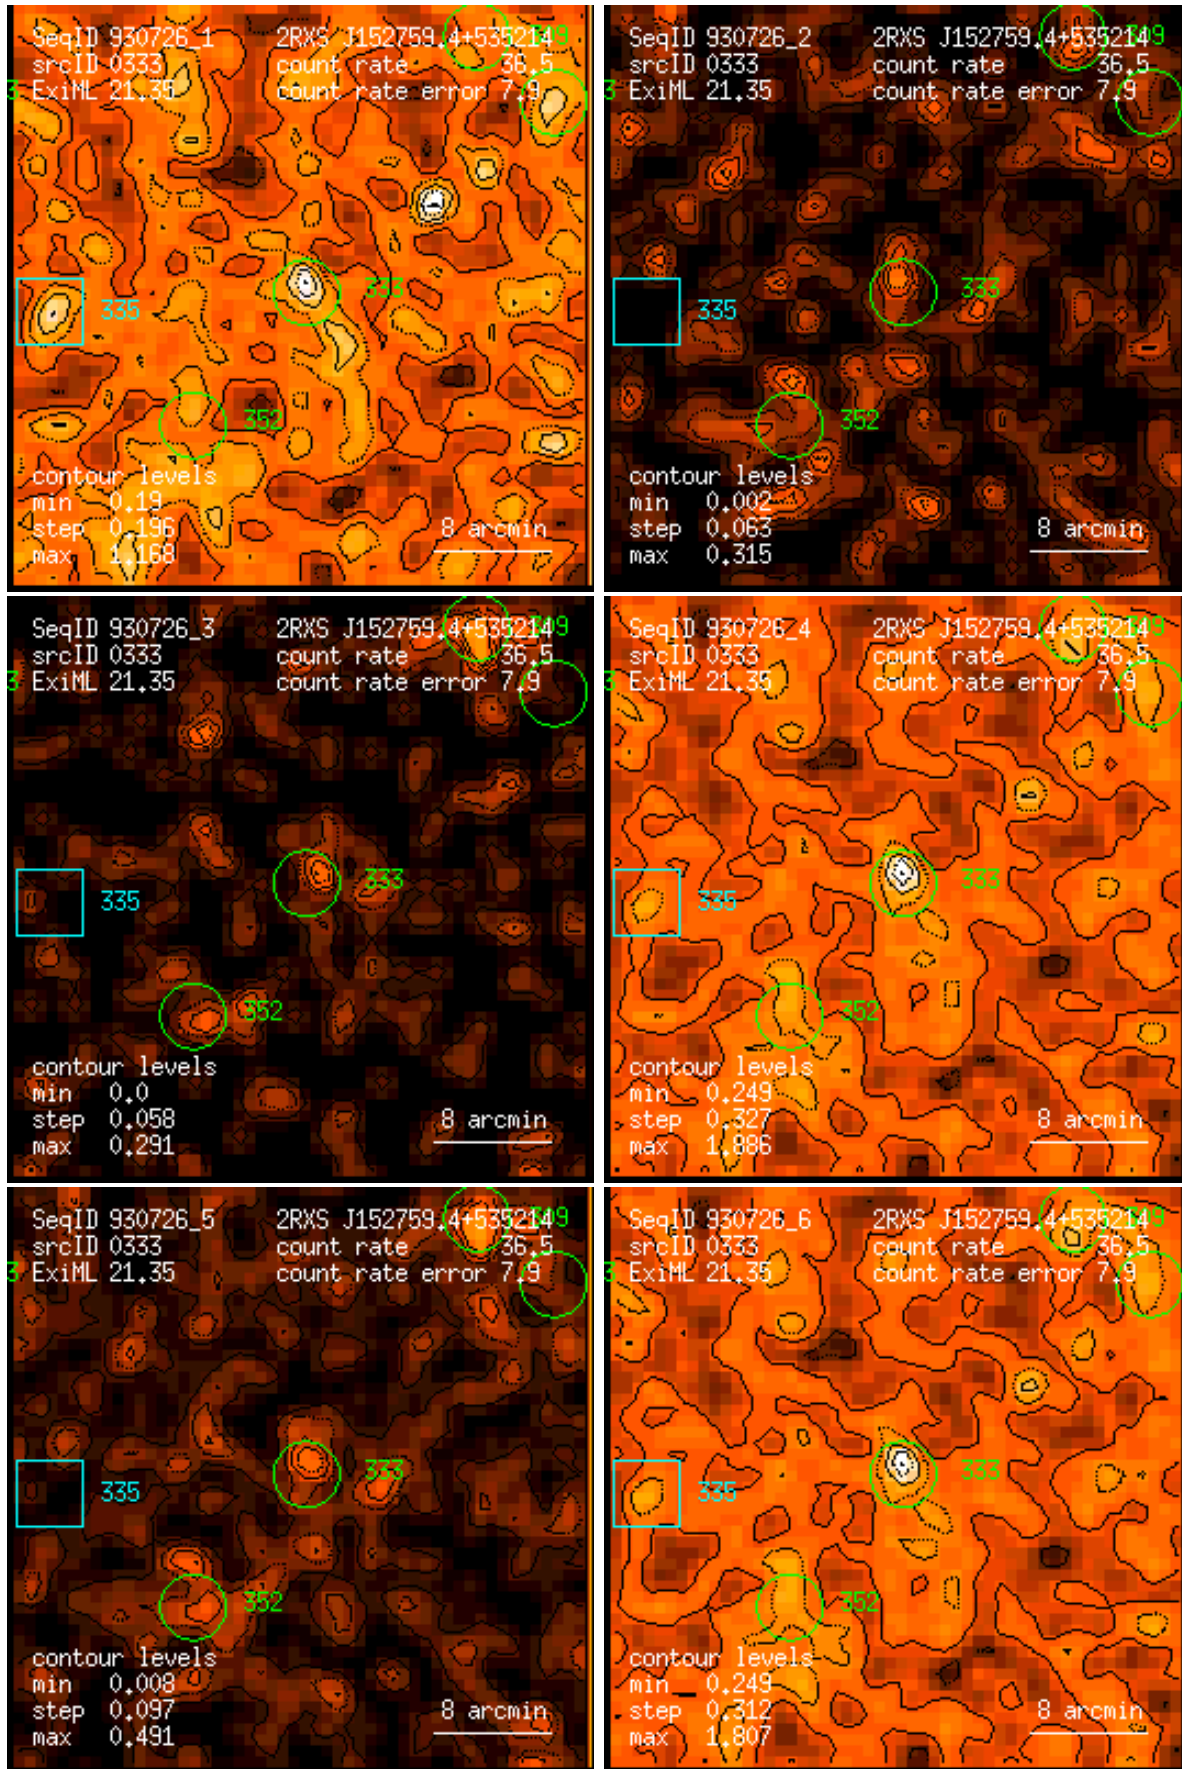 SeqID 930726_1 2RXS J152759.4+535214
srcID 0333 count rate 36.5
3 ExiML 21.35 count rate error 7.9
335
333
352
contour levels
min 0.19
step 0.196 8 arcmin
max 1.168
SeqID 930726_2 2RXS J152759.4+535214
srcID 0333 count rate 36.5
3 ExiML 21.35 count rate error 7.9
335
333
352
contour levels
min 0.002
step 0.063 8 arcmin
max 0.315
SeqID 930726_3 2RXS J152759.4+535214
srcID 0333 count rate 36.5
3 ExiML 21.35 count rate error 7.9
335
333
352
contour levels
min 0.0
step 0.058 8 arcmin
max 0.291
SeqID 930726_4 2RXS J152759.4+535214
srcID 0333 count rate 36.5
3 ExiML 21.35 count rate error 7.9
335
333
352
contour levels
min 0.249
step 0.327 8 arcmin
max 1.886
SeqID 930726_5 2RXS J152759.4+535214
srcID 0333 count rate 36.5
3 ExiML 21.35 count rate error 7.9
335
333
352
contour levels
min 0.008
step 0.097 8 arcmin
max 0.491
SeqID 930726_6 2RXS J152759.4+535214
srcID 0333 count rate 36.5
3 ExiML 21.35 count rate error 7.9
335
333
352
contour levels
min 0.249
step 0.312 8 arcmin
max 1.807